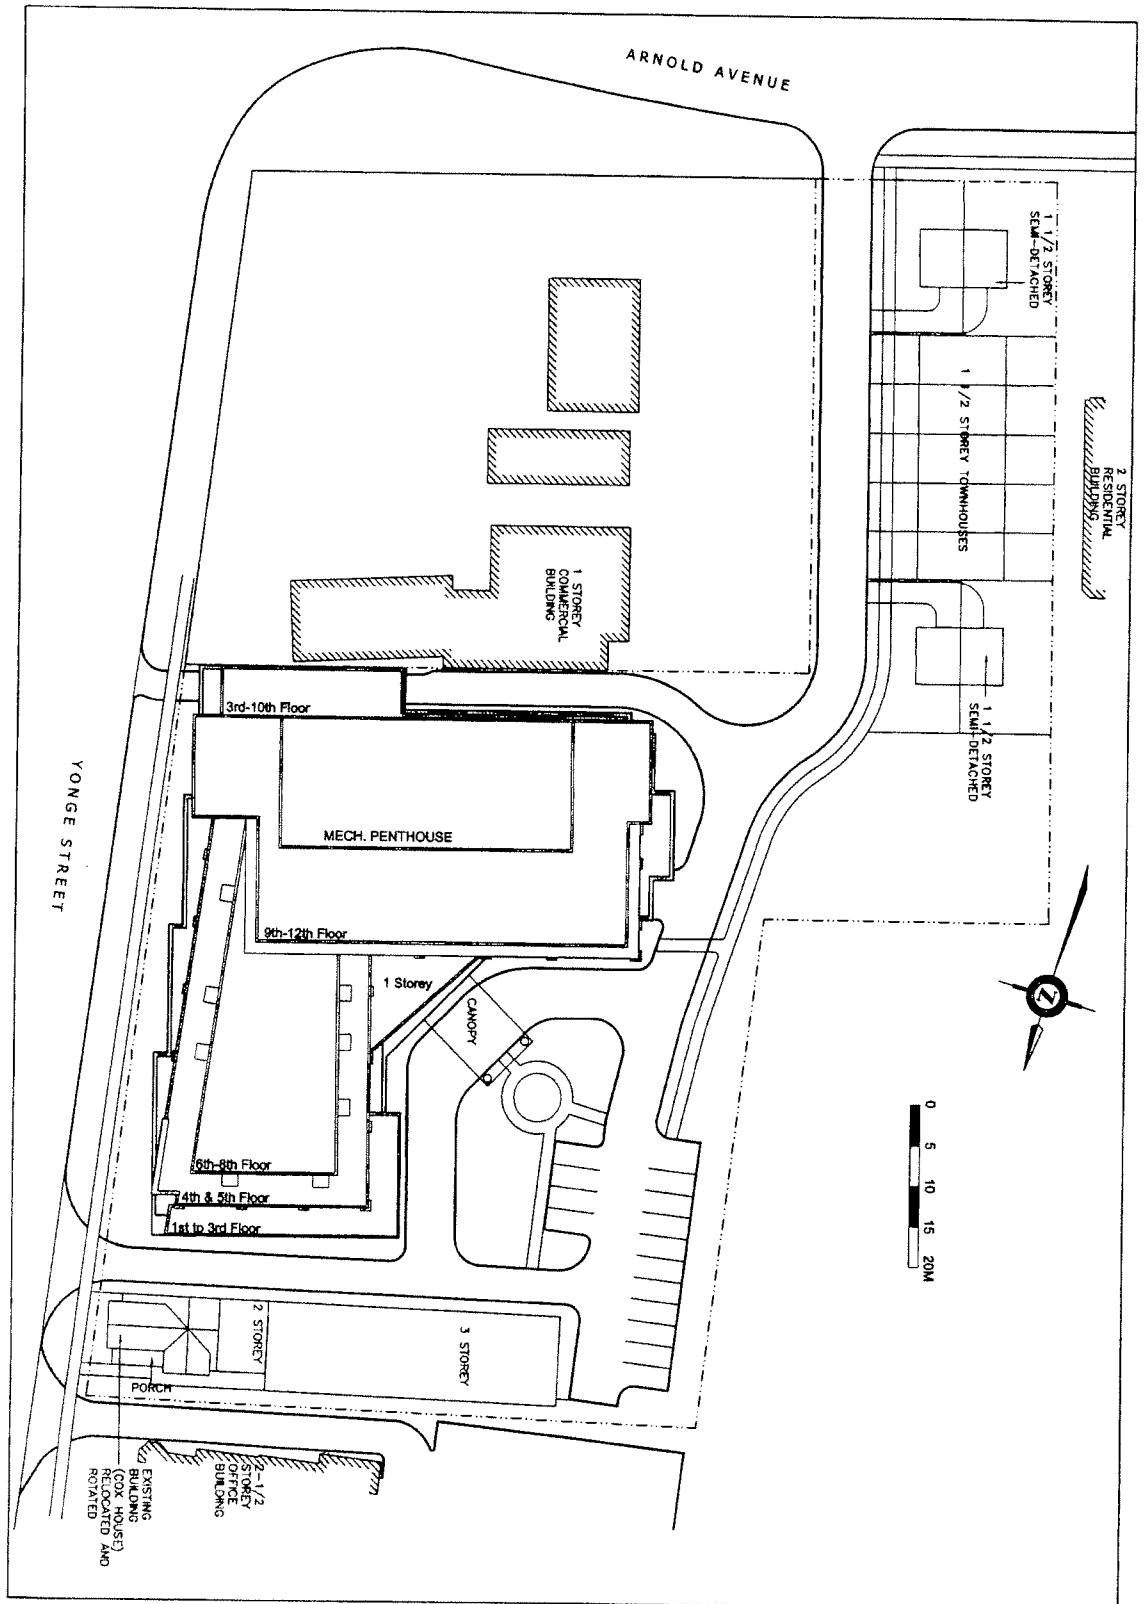 ARNOLD AVENUE
1 1/2 STOREY
SEMI-DETACHED
1 1/2 STOREY TOWNHOUSES
2 STOREY
RESIDENTIAL
BUILDING
1 STOREY
COMMERCIAL
BUILDING
1 1/2 STOREY
SEMI-DETACHED
3rd-10th Floor
YONGE STREET
MECH. PENTHOUSE
9th-12th Floor
1 Storey
CANOPY
Z
0 5 10 15 20M
6th-8th Floor
4th & 5th Floor
1st to 3rd Floor
2 STOREY
3 STOREY
PORCH
2-1/2
STOREY
OFFICE
BUILDING
EXISTING
BUILDING
(COX HOUSE)
RELOCATED AND
ROTATED